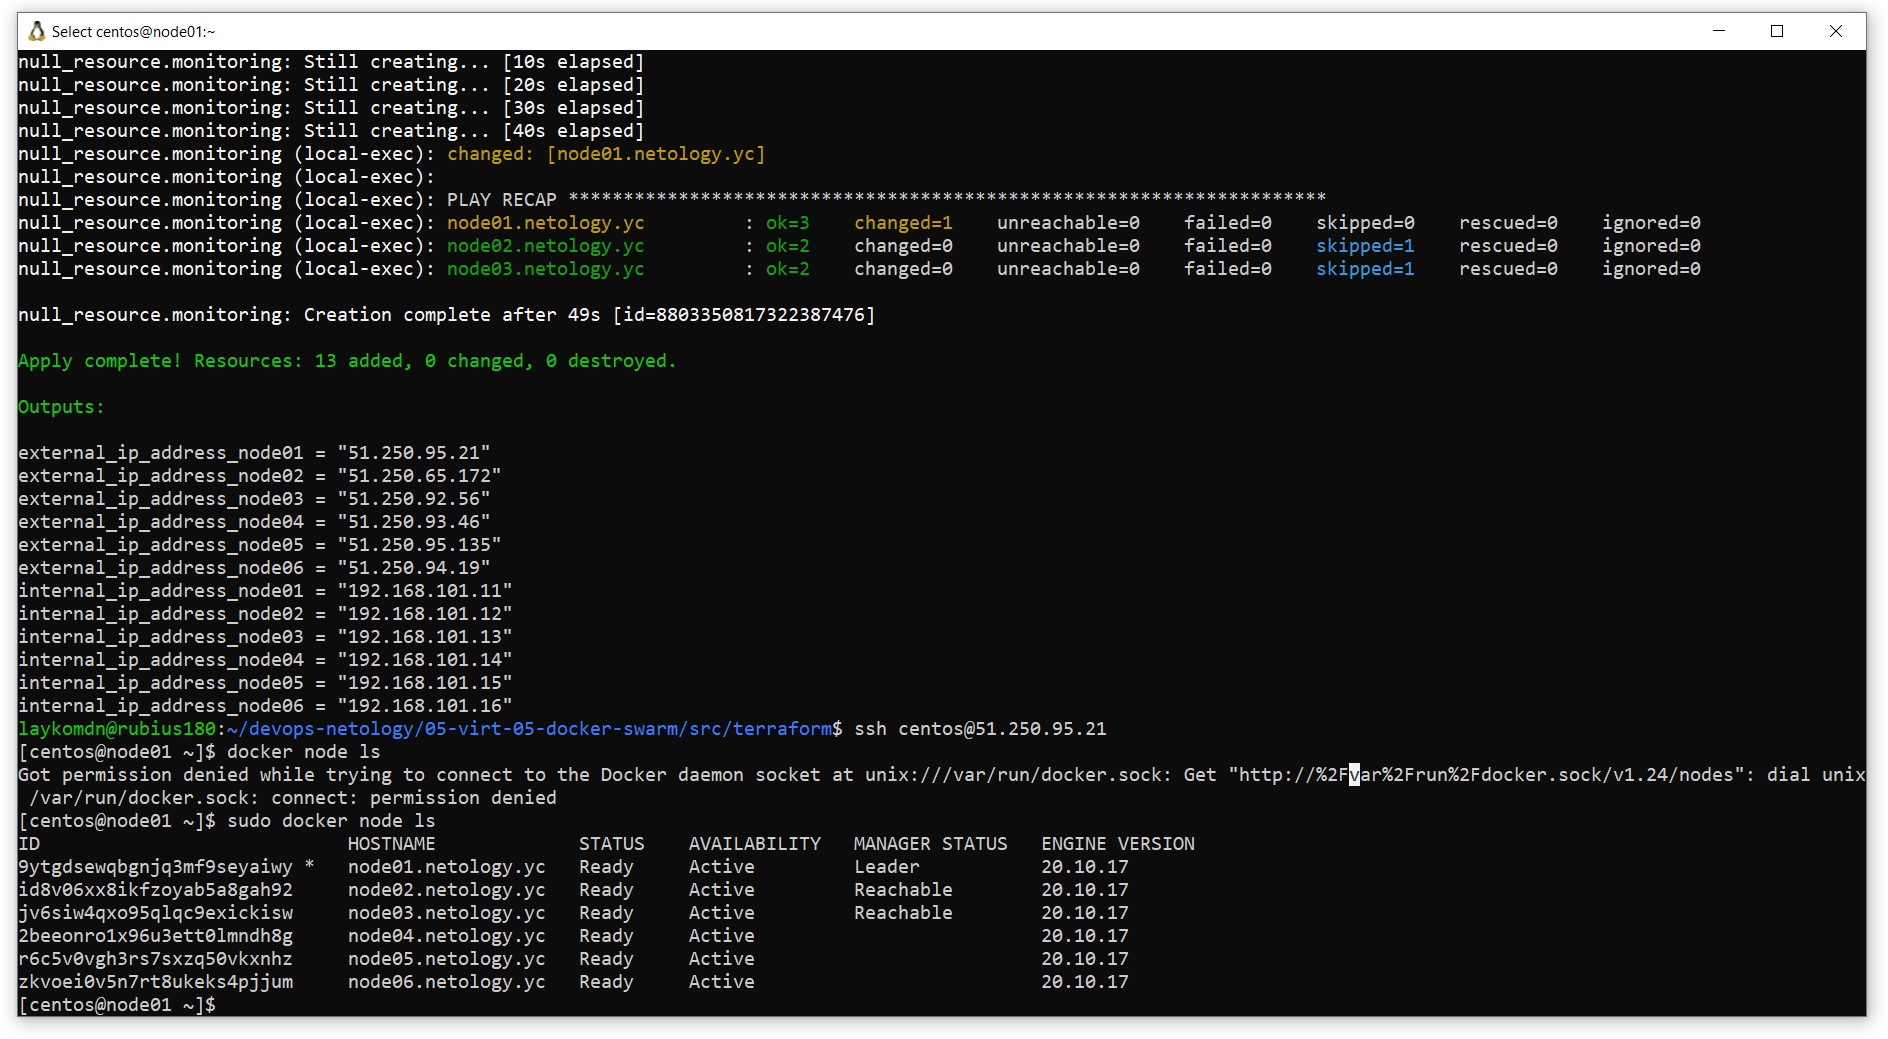 Select centos@node01:~
null_resource.monitoring: Still creating... [10s elapsed]
null_resource.monitoring: Still creating... [20s elapsed]
null_resource.monitoring: Still creating... [30s elapsed]
null_resource.monitoring: Still creating... [40s elapsed]
null_resource.monitoring (local-exec): changed: [node01.netology.yc]
null_resource.monitoring (local-exec):
null_resource.monitoring (local-exec): PLAY RECAP *********************************************************************
null_resource.monitoring (local-exec): node01.netology.yc         : ok=3    changed=1    unreachable=0    failed=0    skipped=0    rescued=0    ignored=0
null_resource.monitoring (local-exec): node02.netology.yc         : ok=2    changed=0    unreachable=0    failed=0    skipped=1    rescued=0    ignored=0
null_resource.monitoring (local-exec): node03.netology.yc         : ok=2    changed=0    unreachable=0    failed=0    skipped=1    rescued=0    ignored=0
null_resource.monitoring: Creation complete after 49s [id=8803350817322387476]
Apply complete! Resources: 13 added, 0 changed, 0 destroyed.
Outputs:
external_ip_address_node01 = "51.250.95.21"
external_ip_address_node02 = "51.250.65.172"
external_ip_address_node03 = "51.250.92.56"
external_ip_address_node04 = "51.250.93.46"
external_ip_address_node05 = "51.250.95.135"
external_ip_address_node06 = "51.250.94.19"
internal_ip_address_node01 = "192.168.101.11"
internal_ip_address_node02 = "192.168.101.12"
internal_ip_address_node03 = "192.168.101.13"
internal_ip_address_node04 = "192.168.101.14"
internal_ip_address_node05 = "192.168.101.15"
internal_ip_address_node06 = "192.168.101.16"
laykomdn@rubius180:~/devops-netology/05-virt-05-docker-swarm/src/terraform$ ssh centos@51.250.95.21
[centos@node01 ~]$ docker node ls
Got permission denied while trying to connect to the Docker daemon socket at unix:///var/run/docker.sock: Get "http://%2Fvar%2Frun%2Fdocker.sock/v1.24/nodes": dial unix
/var/run/docker.sock: connect: permission denied
[centos@node01 ~]$ sudo docker node ls
ID                            HOSTNAME             STATUS    AVAILABILITY   MANAGER STATUS   ENGINE VERSION
9ytgdsewqbgnjq3mf9seyaiwy *   node01.netology.yc   Ready     Active         Leader           20.10.17
id8v06xx8ikfzoyab5a8gah92     node02.netology.yc   Ready     Active         Reachable        20.10.17
jv6siw4qxo95qlqc9exickisw     node03.netology.yc   Ready     Active         Reachable        20.10.17
2beeonro1x96u3ett0lmndh8g     node04.netology.yc   Ready     Active                          20.10.17
r6c5v0vgh3rs7sxzq50vkxnhz     node05.netology.yc   Ready     Active                          20.10.17
zkvoei0v5n7rt8ukeks4pjjum     node06.netology.yc   Ready     Active                          20.10.17
[centos@node01 ~]$